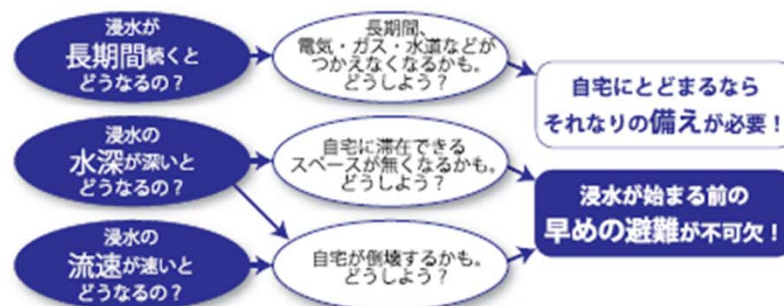 浸水が
長期間続くと
どうなるの？
長期間、
電気・ガス・水道などが
つかえなくなるかも。
どうしよう？
自宅にとどまるなら
それなりの備えが必要！
浸水の
水深が深いと
どうなるの？
自宅に滞在できる
スペースが無くなるかも。
どうしよう？
浸水が始まる前の
早めの避難が不可欠！
浸水の
流速が速いと
どうなるの？
自宅が倒壊するかも。
どうしよう？